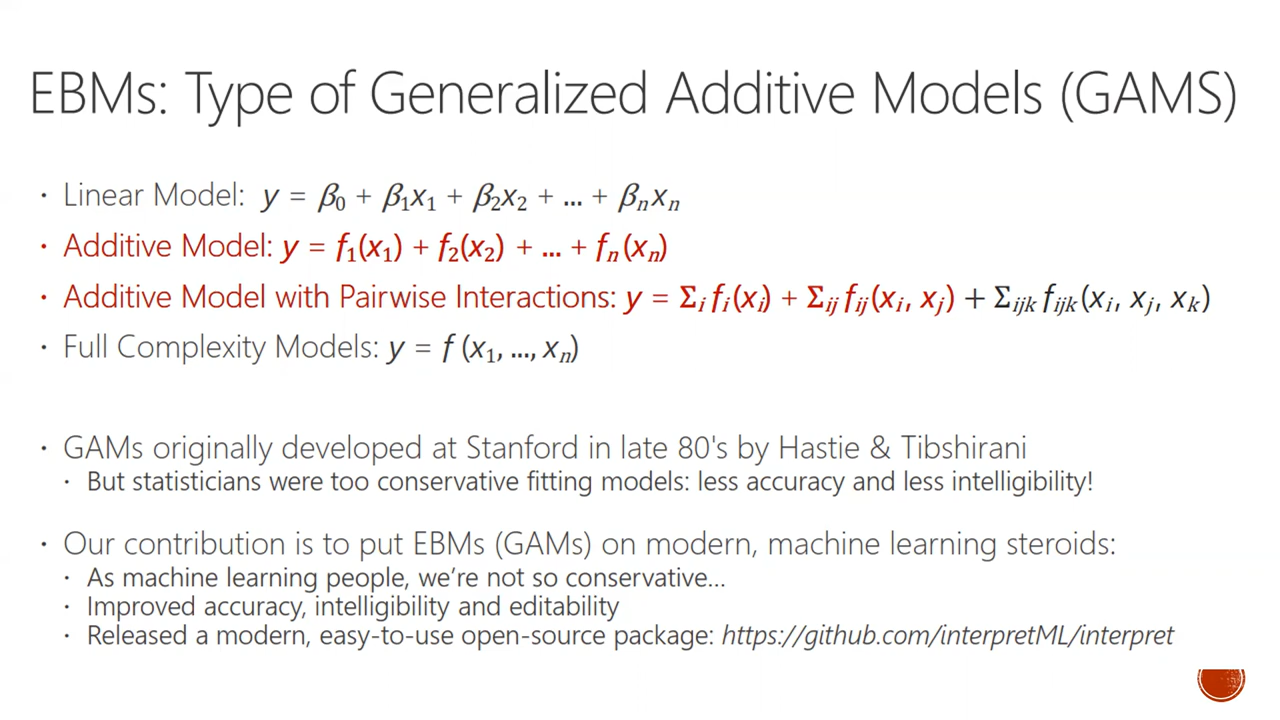 EBMs: Type of Generalized Additive Models (GAMS)
· Linear Model: y = β₀ + β₁x₁ + β₂x₂ + ... + βₙxₙ
· Additive Model: y = f₁(x₁) + f₂(x₂) + ... + fₙ(xₙ)
· Additive Model with Pairwise Interactions: y = Σᵢ fᵢ(xᵢ) + Σᵢⱼ fᵢⱼ(xᵢ, xⱼ) + Σᵢⱼₖ fᵢⱼₖ(xᵢ, xⱼ, xₖ)
· Full Complexity Models: y = f (x₁, ..., xₙ)
· GAMs originally developed at Stanford in late 80's by Hastie & Tibshirani
· But statisticians were too conservative fitting models: less accuracy and less intelligibility!
· Our contribution is to put EBMs (GAMs) on modern, machine learning steroids:
· As machine learning people, we're not so conservative...
· Improved accuracy, intelligibility and editability
· Released a modern, easy-to-use open-source package: https://github.com/interpretML/interpret